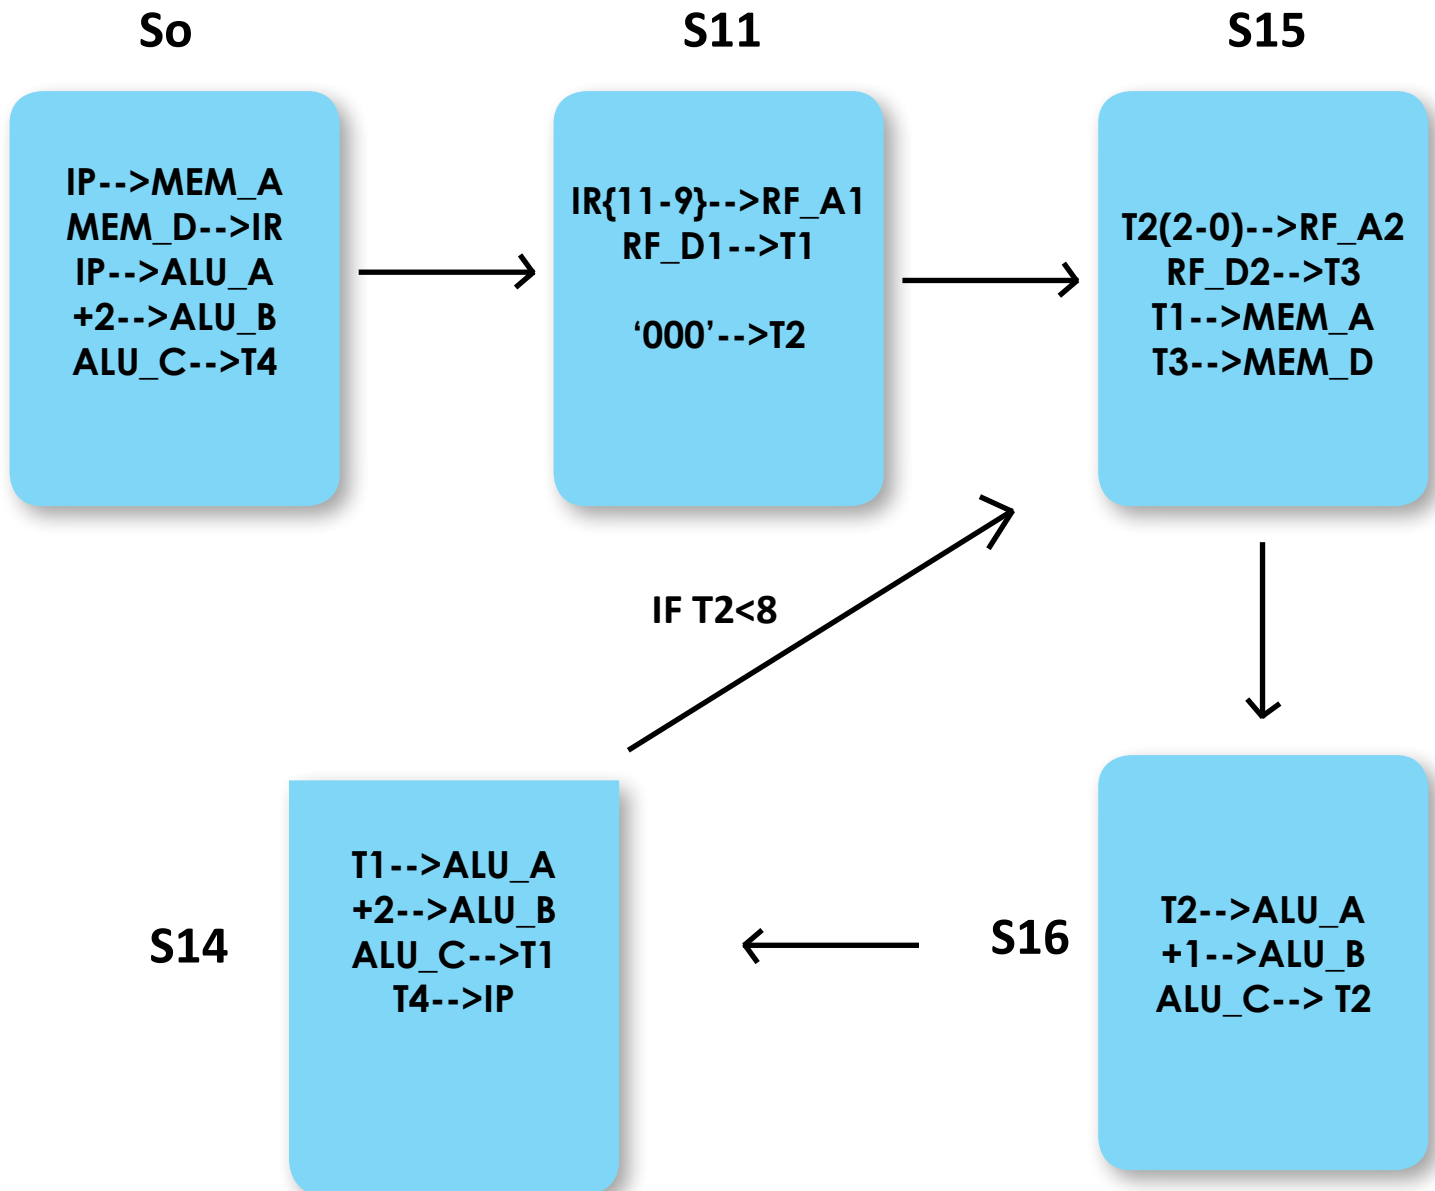 So
S11
S15
IP-->MEM_A
MEM_D-->IR
IP-->ALU_A
+2-->ALU_B
ALU_C-->T4
IR{11-9}-->RF_A1
RF_D1-->T1
‘000’-->T2
T2(2-0)-->RF_A2
RF_D2-->T3
T1-->MEM_A
T3-->MEM_D
IF T2<8
S14
T1-->ALU_A
+2-->ALU_B
ALU_C-->T1
T4-->IP
S16
T2-->ALU_A
+1-->ALU_B
ALU_C--> T2